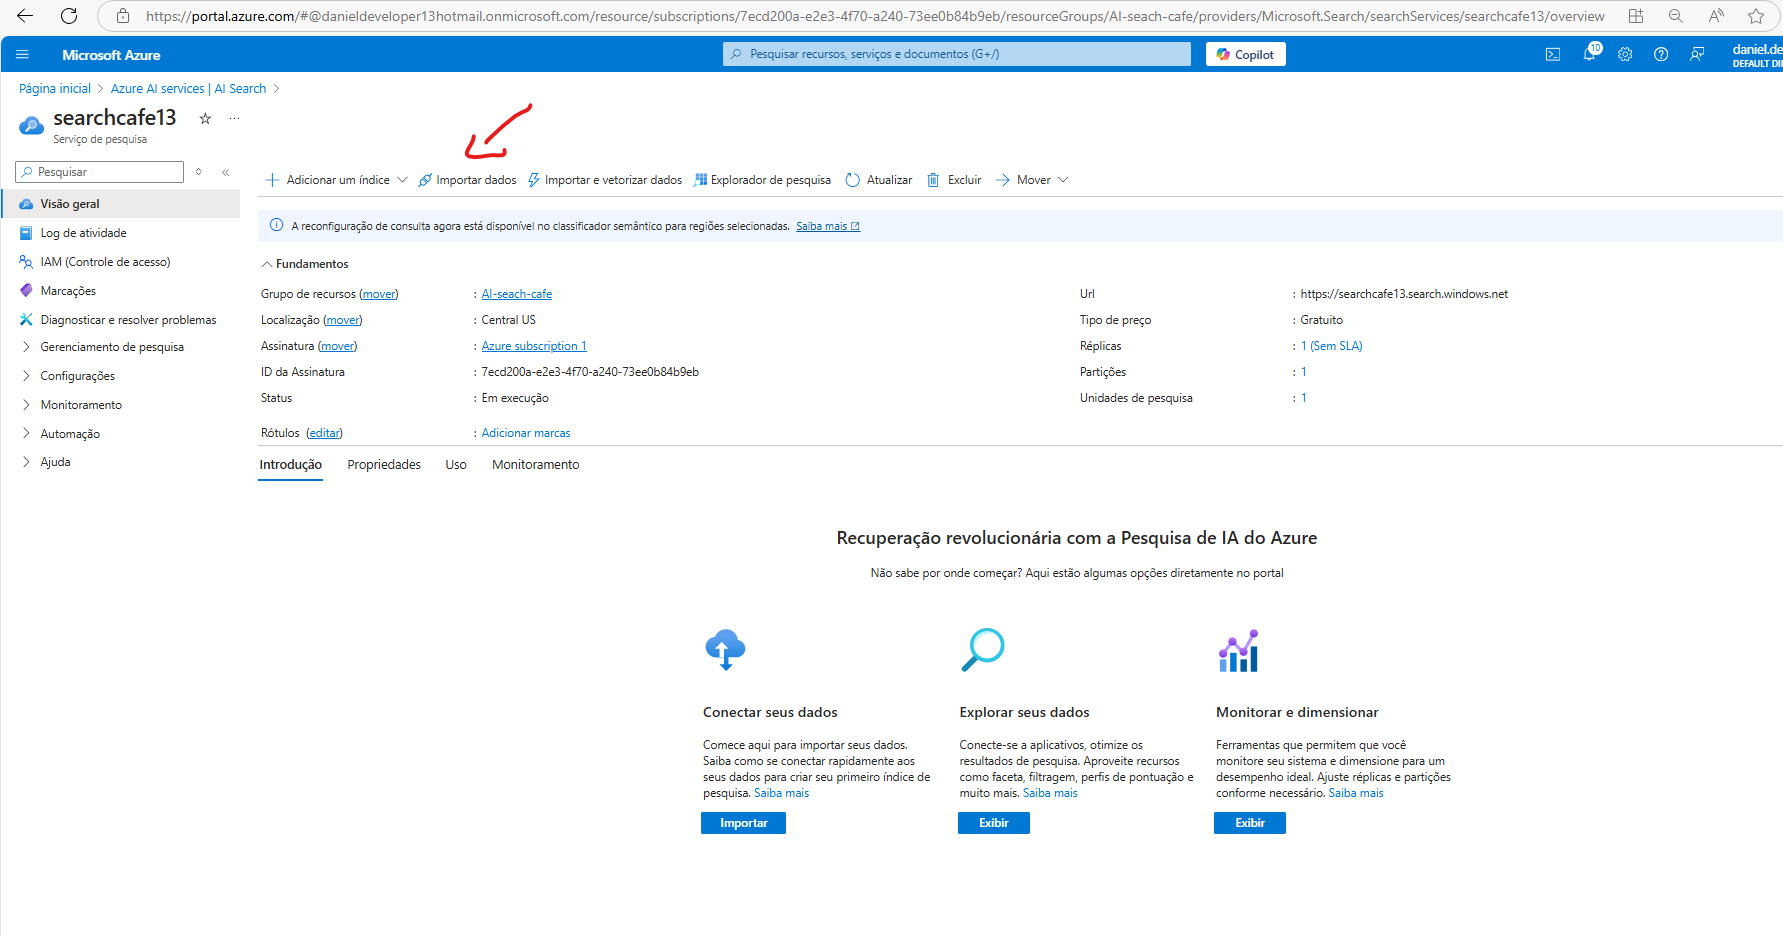 https://portal.azure.com/#@danieldeveloper13hotmail.onmicrosoft.com/resource/subscriptions/7ecd200a-e2e3-4f70-a240-73ee0b84b9eb/resourceGroups/AI-seach-cafe/providers/Microsoft.Search/searchServices/searchcafe13/overview
Microsoft Azure
Pesquisar recursos, serviços e documentos (G+/)
Copilot
10
daniel.de
DEFAULT DI
Página inicial > Azure AI services | AI Search >
searchcafe13
Serviço de pesquisa
Pesquisar
Adicionar um índice
Importar dados
Importar e vetorizar dados
Explorador de pesquisa
Atualizar
Excluir
Mover
Visão geral
Log de atividade
IAM (Controle de acesso)
Marcações
Diagnosticar e resolver problemas
Gerenciamento de pesquisa
Configurações
Monitoramento
Automação
Ajuda
A reconfiguração de consulta agora está disponível no classificador semântico para regiões selecionadas. Saiba mais
Fundamentos
Grupo de recursos (mover) : AI-seach-cafe
Localização (mover) : Central US
Assinatura (mover) : Azure subscription 1
ID da Assinatura : 7ecd200a-e2e3-4f70-a240-73ee0b84b9eb
Status : Em execução
Rótulos (editar) : Adicionar marcas
Url : https://searchcafe13.search.windows.net
Tipo de preço : Gratuito
Réplicas : 1 (Sem SLA)
Partições : 1
Unidades de pesquisa : 1
Introdução
Propriedades
Uso
Monitoramento
Recuperação revolucionária com a Pesquisa de IA do Azure
Não sabe por onde começar? Aqui estão algumas opções diretamente no portal
Conectar seus dados
Comece aqui para importar seus dados.
Saiba como se conectar rapidamente aos
seus dados para criar seu primeiro índice de
pesquisa. Saiba mais
Importar
Explorar seus dados
Conecte-se a aplicativos, otimize os
resultados de pesquisa. Aproveite recursos
como faceta, filtragem, perfis de pontuação e
muito mais. Saiba mais
Exibir
Monitorar e dimensionar
Ferramentas que permitem que você
monitore seu sistema e dimensione para um
desempenho ideal. Ajuste réplicas e partições
conforme necessário. Saiba mais
Exibir